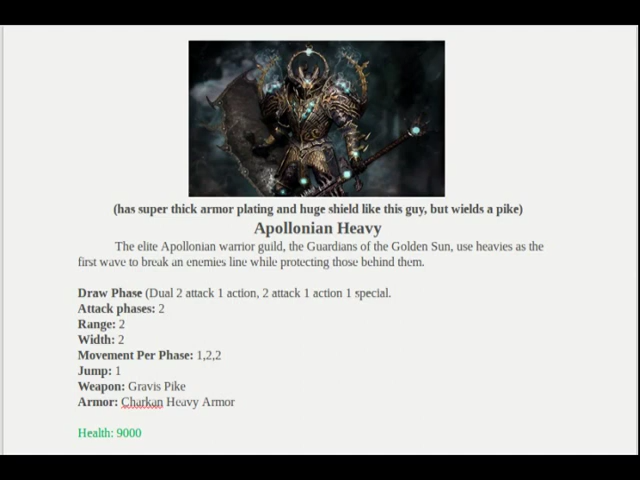 (has super thick armor plating and huge shield like this guy, but wields a pike)
Apollonian Heavy
The elite Apollonian warrior guild, the Guardians of the Golden Sun, use heavies as the
first wave to break an enemies line while protecting those behind them.
Draw Phase (Dual 2 attack 1 action, 2 attack 1 action 1 special.
Attack phases: 2
Range: 2
Width: 2
Movement Per Phase: 1,2,2
Jump: 1
Weapon: Gravis Pike
Armor: Charkan Heavy Armor
Health: 9000